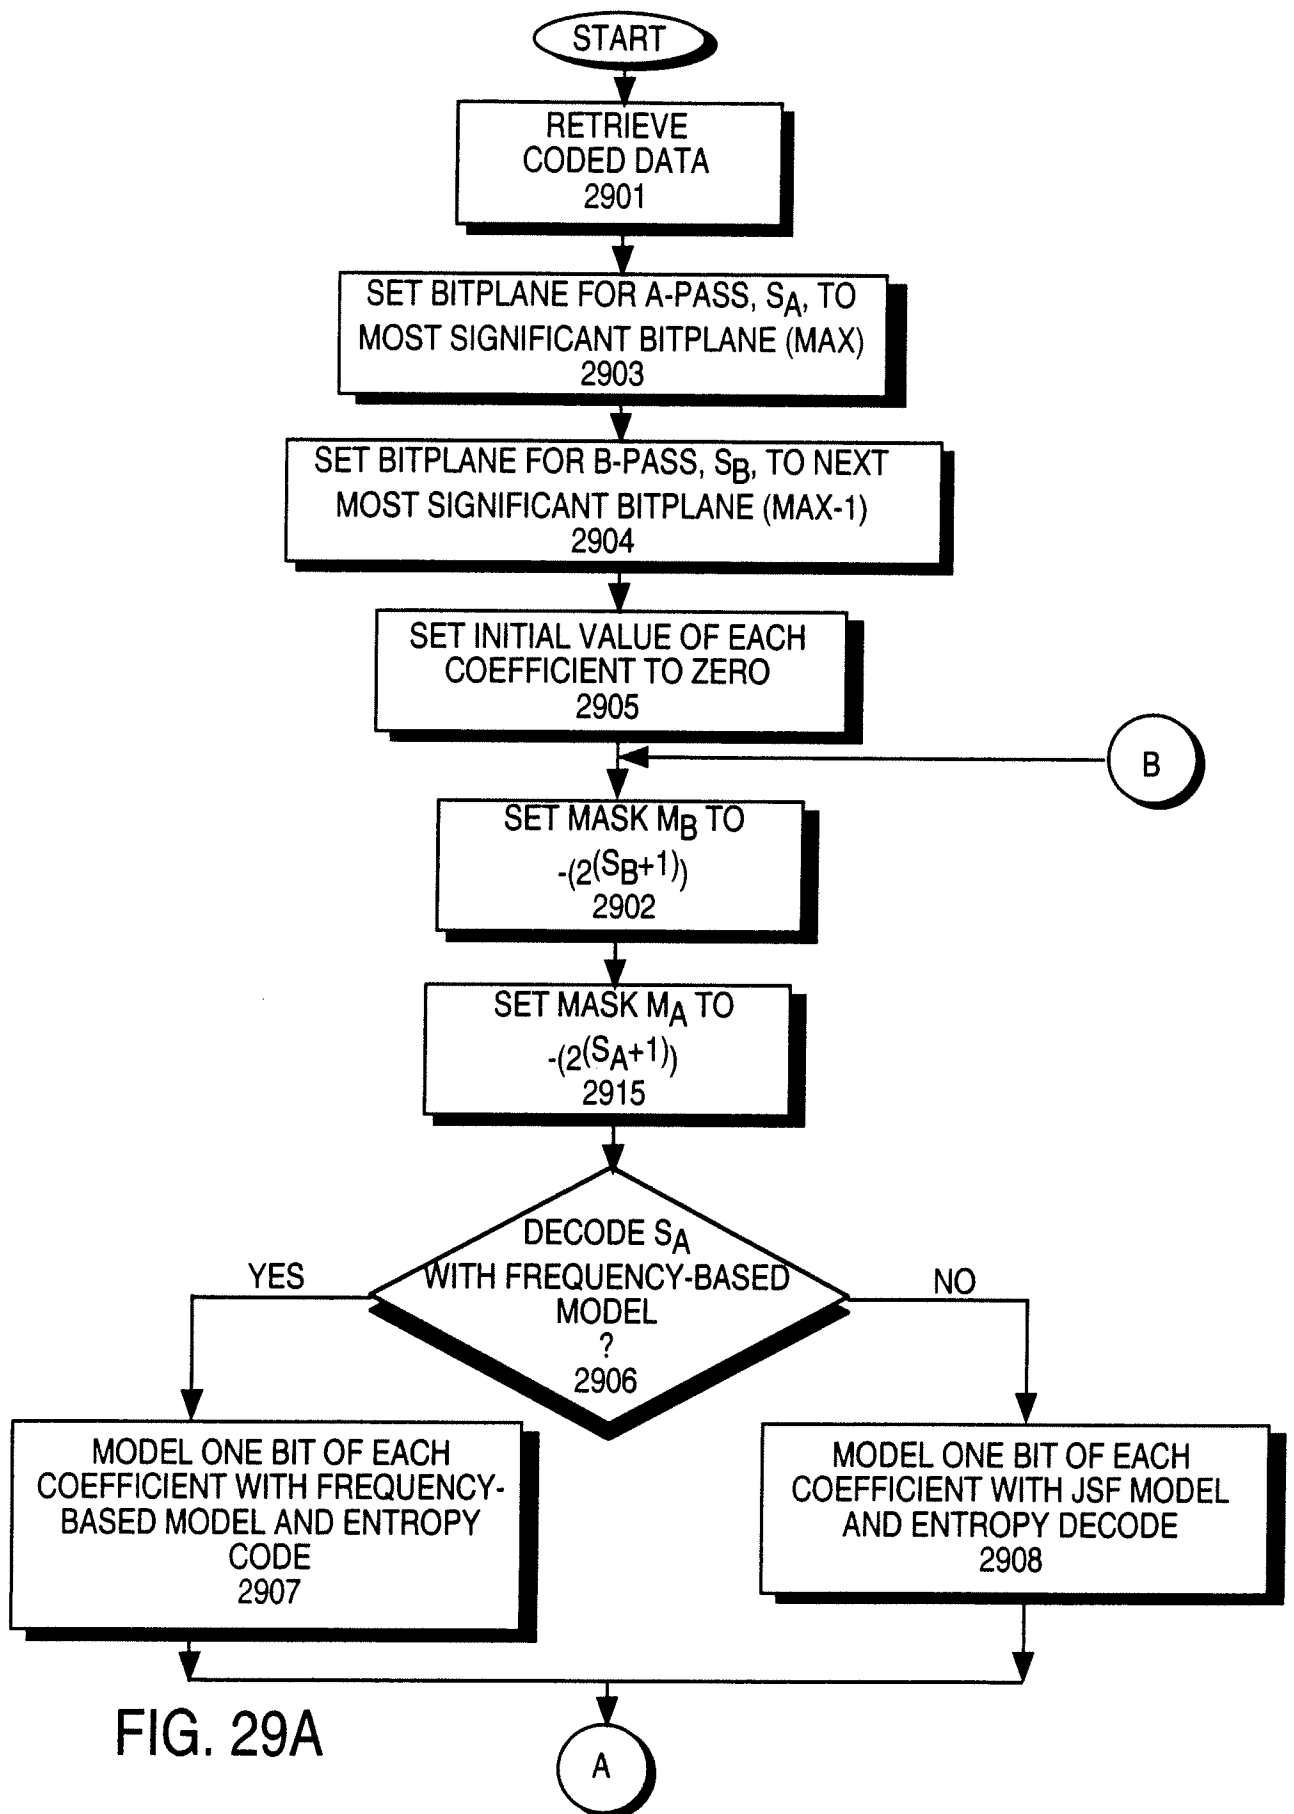 START
RETRIEVE
CODED DATA
2901
SET BITPLANE FOR A-PASS, SA, TO
MOST SIGNIFICANT BITPLANE (MAX)
2903
SET BITPLANE FOR B-PASS, SB, TO NEXT
MOST SIGNIFICANT BITPLANE (MAX-1)
2904
SET INITIAL VALUE OF EACH
COEFFICIENT TO ZERO
2905
B
SET MASK MB TO
-(2(SB+1))
2902
SET MASK MA TO
-(2(SA+1))
2915
DECODE SA
WITH FREQUENCY-BASED
MODEL
?
2906
YES
NO
MODEL ONE BIT OF EACH
COEFFICIENT WITH FREQUENCY-
BASED MODEL AND ENTROPY
CODE
2907
MODEL ONE BIT OF EACH
COEFFICIENT WITH JSF MODEL
AND ENTROPY DECODE
2908
FIG. 29A
A